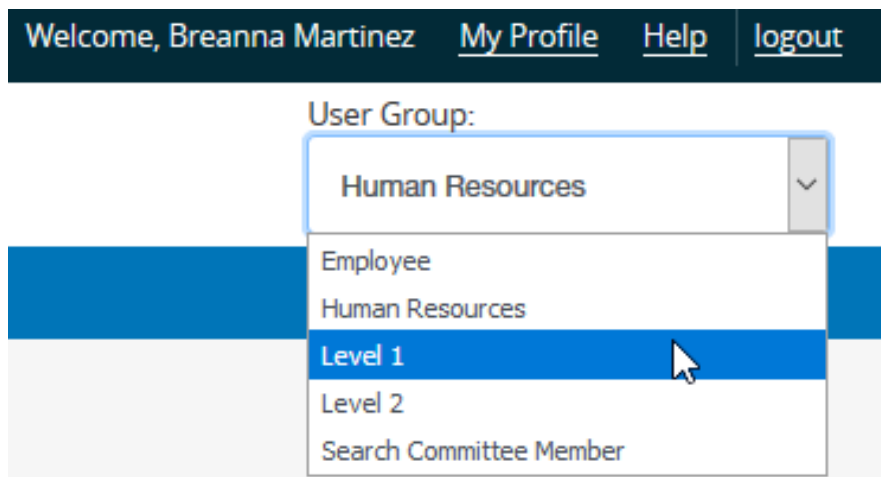 Welcome, Breanna Martinez My Profile Help logout
User Group:
Human Resources
Employee
Human Resources
Level 1
Level 2
Search Committee Member